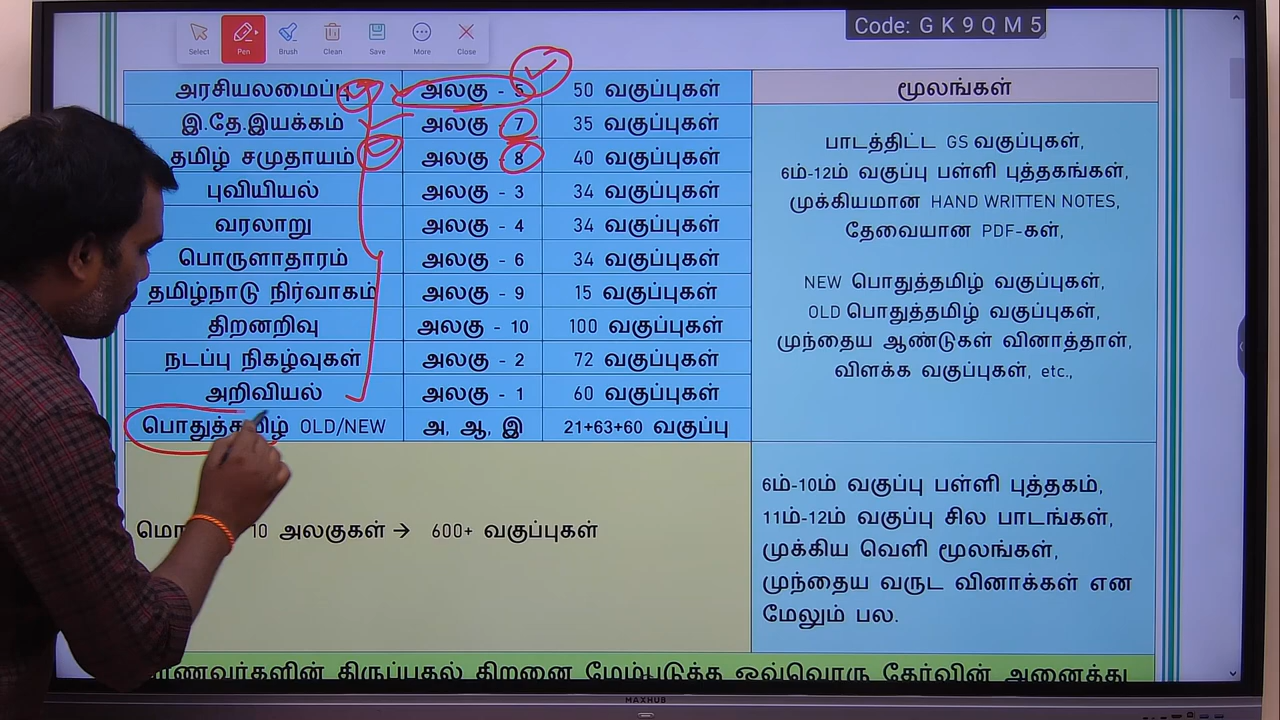 Code: G K 9 Q M 5
Select Pen Brush Clean Save More Close
அரசியலமைப்பு அலகு - 5 50 வகுப்புகள் மூலங்கள்
இ.தே.இயக்கம் அலகு - 7 35 வகுப்புகள்
தமிழ் சமுதாயம் அலகு - 8 40 வகுப்புகள்
புவியியல் அலகு - 3 34 வகுப்புகள்
வரலாறு அலகு - 4 34 வகுப்புகள்
பொருளாதாரம் அலகு - 6 34 வகுப்புகள்
தமிழ்நாடு நிர்வாகம் அலகு - 9 15 வகுப்புகள்
திறனறிவு அலகு - 10 100 வகுப்புகள்
நடப்பு நிகழ்வுகள் அலகு - 2 72 வகுப்புகள்
அறிவியல் அலகு - 1 60 வகுப்புகள்
பொதுத்தமிழ் OLD/NEW அ, ஆ, இ 21+63+60 வகுப்பு
பாடத்திட்ட GS வகுப்புகள்,
6ம்-12ம் வகுப்பு பள்ளி புத்தகங்கள்,
முக்கியமான HAND WRITTEN NOTES,
தேவையான PDF-கள்,
NEW பொதுத்தமிழ் வகுப்புகள்,
OLD பொதுத்தமிழ் வகுப்புகள்,
முந்தைய ஆண்டுகள் வினாத்தாள்,
விளக்க வகுப்புகள், etc.,
10 அலகுகள் → 600+ வகுப்புகள்
6ம்-10ம் வகுப்பு பள்ளி புத்தகம்,
11ம்-12ம் வகுப்பு சில பாடங்கள்,
முக்கிய வெளி மூலங்கள்,
முந்தைய வருட வினாக்கள் என
மேலும் பல.
திருப்புதல் திறனை மேம்படுத்த ஒவ்வொரு தேர்வின் அனைத்து
MAXHUB